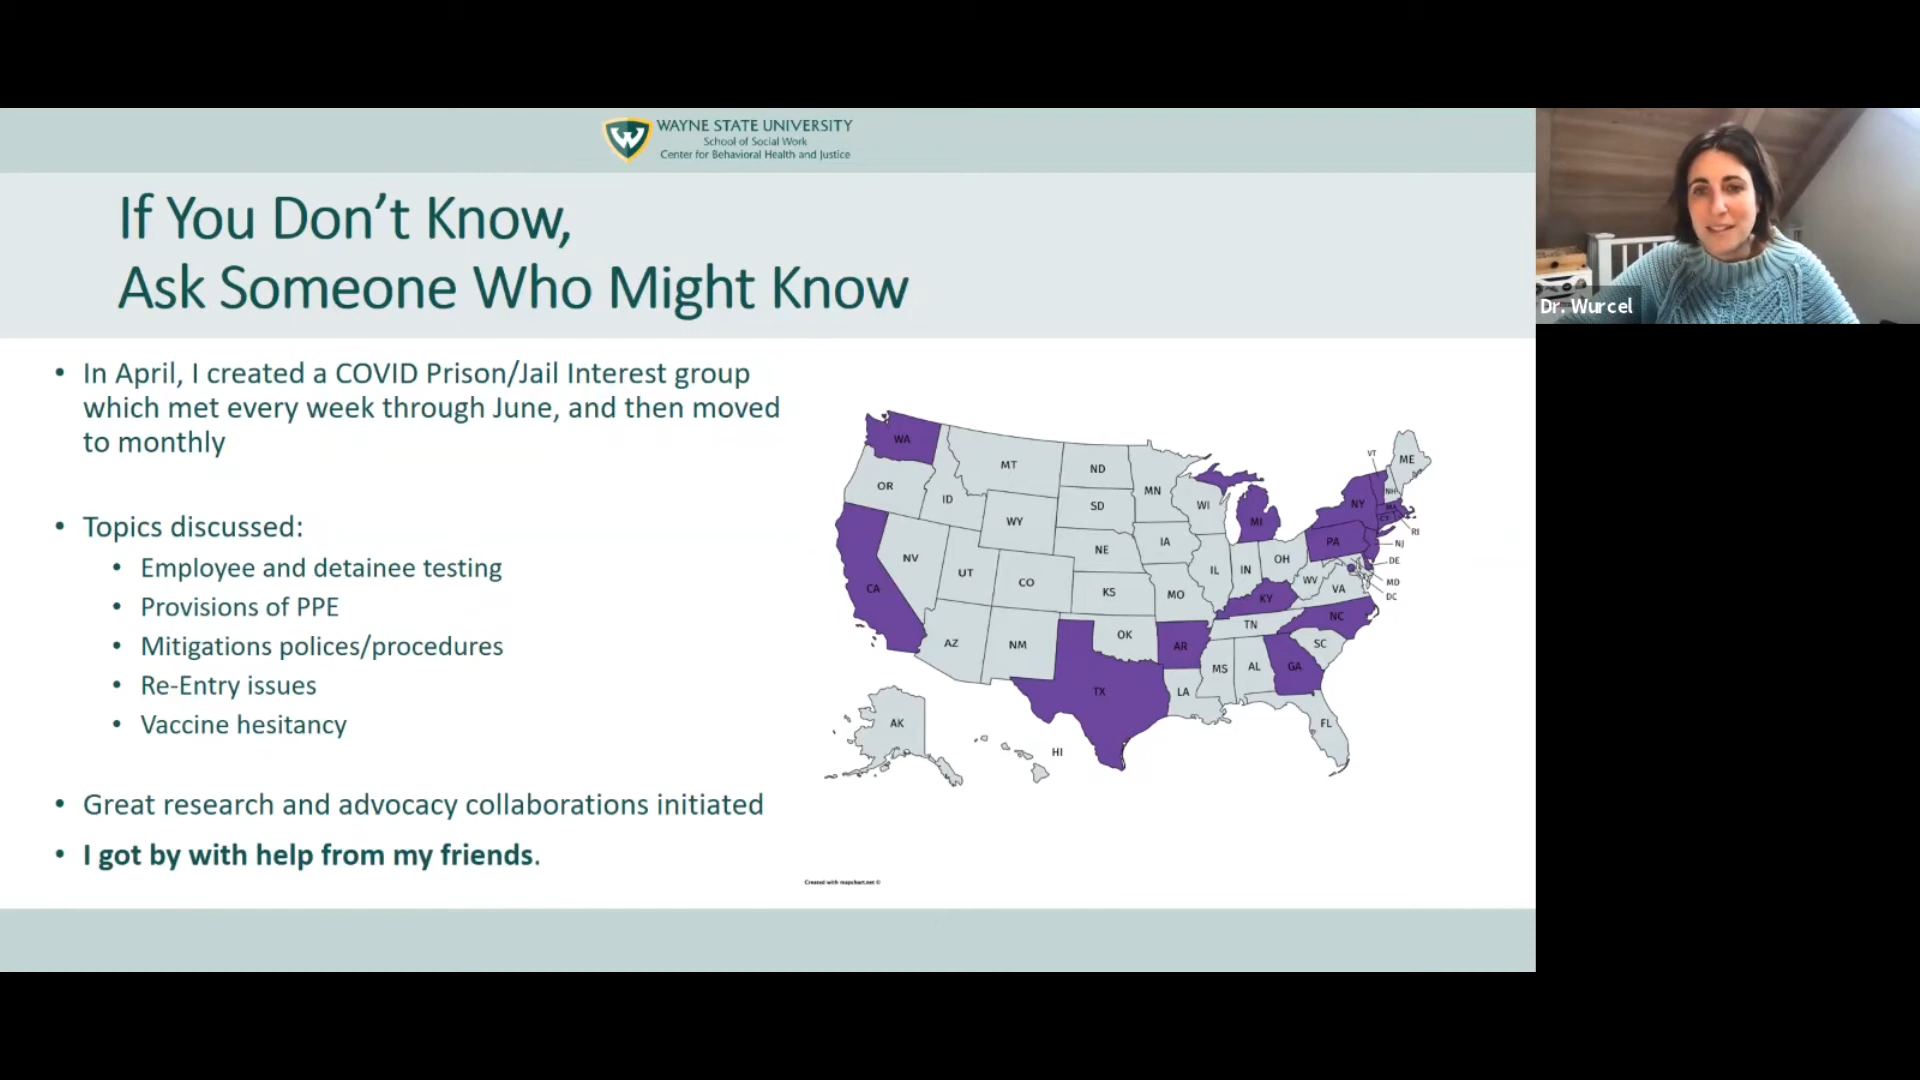 WAYNE STATE UNIVERSITY
School of Social Work
Center for Behavioral Health and Justice
If You Don't Know,
Ask Someone Who Might Know
• In April, I created a COVID Prison/Jail Interest group
which met every week through June, and then moved
to monthly
• Topics discussed:
• Employee and detainee testing
• Provisions of PPE
• Mitigations polices/procedures
• Re-Entry issues
• Vaccine hesitancy
• Great research and advocacy collaborations initiated
• I got by with help from my friends.
WA
MT
ND
MN
OR
ID
WY
SD
WI
MI
VT
ME
NH
NY
MA
CT
RI
PA
NJ
DE
MD
DC
NV
UT
CO
NE
IA
IL
IN
OH
WV
VA
CA
KS
MO
KY
NC
TN
AZ
NM
OK
AR
SC
MS
AL
GA
TX
LA
FL
AK
HI
Created with mapchart.net ©
Dr. Wurcel